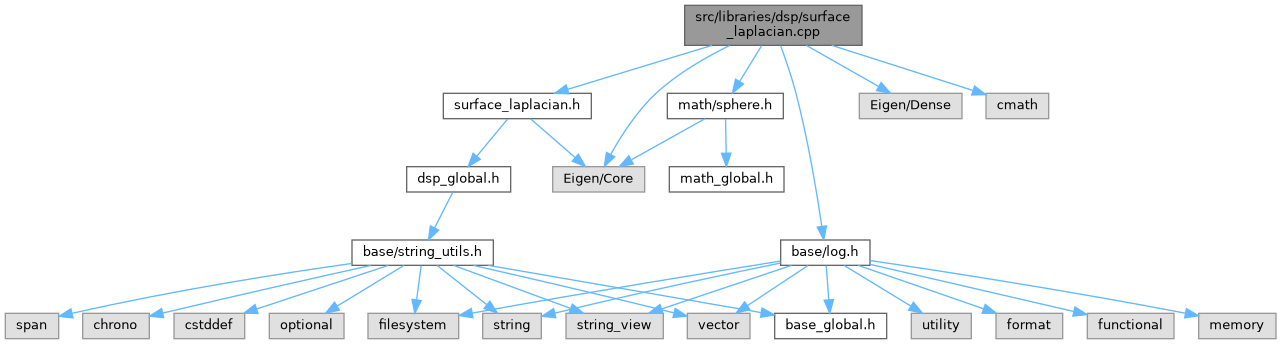 src/libraries/dsp/surface
_laplacian.cpp
surface_laplacian.h
math/sphere.h
Eigen/Dense
cmath
dsp_global.h
Eigen/Core
math_global.h
base/string_utils.h
base/log.h
span
chrono
cstddef
optional
filesystem
string
string_view
vector
base_global.h
utility
format
functional
memory